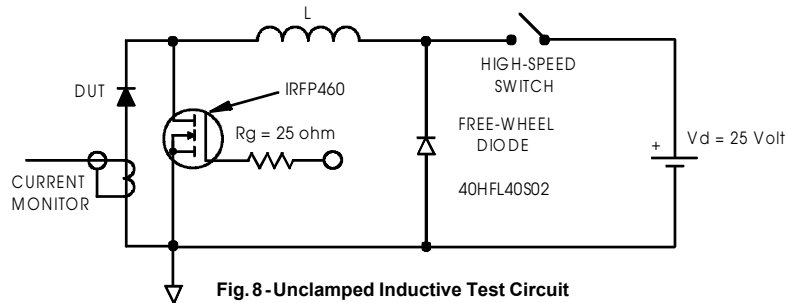 L
HIGH-SPEED
SWITCH
DUT
IRFP460
Rg = 25 ohm
FREE-WHEEL
DIODE
+
Vd = 25 Volt
40HFL40S02
CURRENT
MONITOR
Fig. 8 - Unclamped Inductive Test Circuit